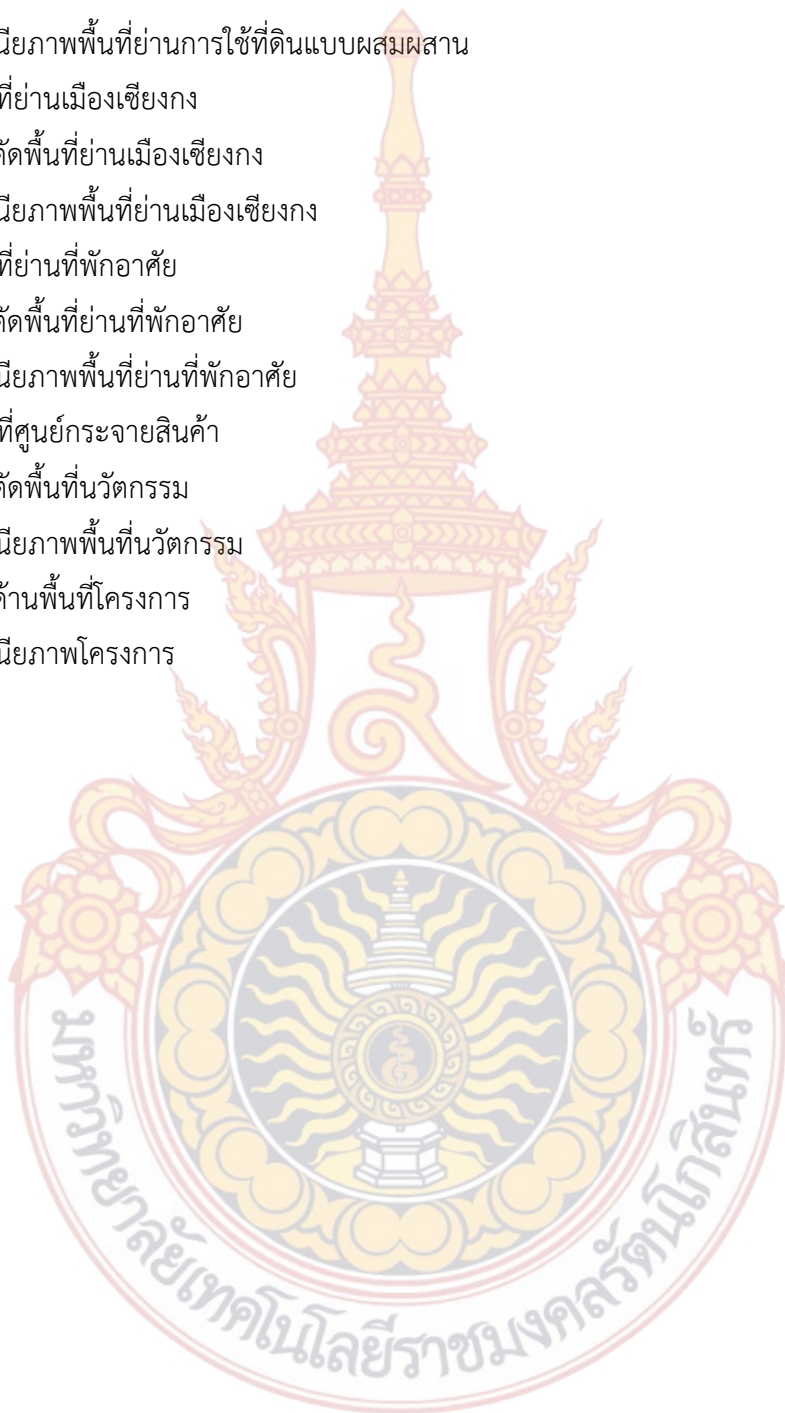 นียภาพพื้นที่ย่านการใช้ที่ดินแบบผสมผสาน
ที่ย่านเมืองเซียงกง
ตัดพื้นที่ย่านเมืองเซียงกง
นียภาพพื้นที่ย่านเมืองเซียงกง
ที่ย่านที่พักอาศัย
ตัดพื้นที่ย่านที่พักอาศัย
นียภาพพื้นที่ย่านที่พักอาศัย
ที่ศูนย์กระจายสินค้า
ตัดพื้นที่นวัตกรรม
นียภาพพื้นที่นวัตกรรม
ด้านพื้นที่โครงการ
นียภาพโครงการ
มหาวิทยาลัยเทคโนโลยีราชมงคลรัตนโกสินทร์